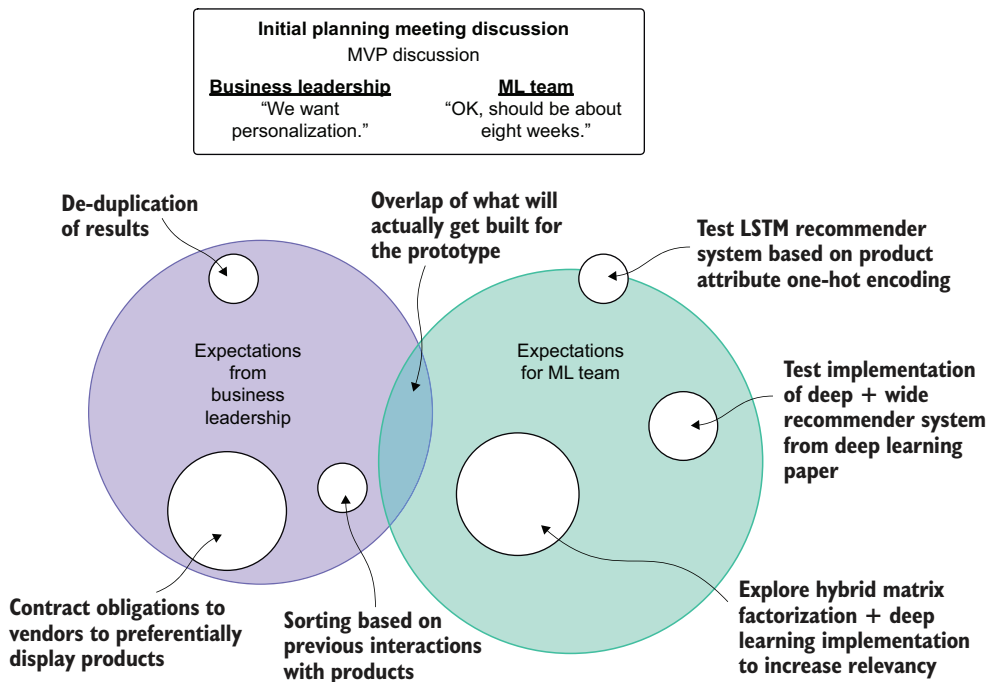 Initial planning meeting discussion
MVP discussion
Business leadership
“We want
personalization.”
ML team
“OK, should be about
eight weeks.”
De-duplication
of results
Overlap of what will
actually get built for
the prototype
Test LSTM recommender
system based on product
attribute one-hot encoding
Expectations
from
business
leadership
Expectations
for ML team
Test implementation
of deep + wide
recommender system
from deep learning
paper
Contract obligations to
vendors to preferentially
display products
Sorting based on
previous interactions
with products
Explore hybrid matrix
factorization + deep
learning implementation
to increase relevancy